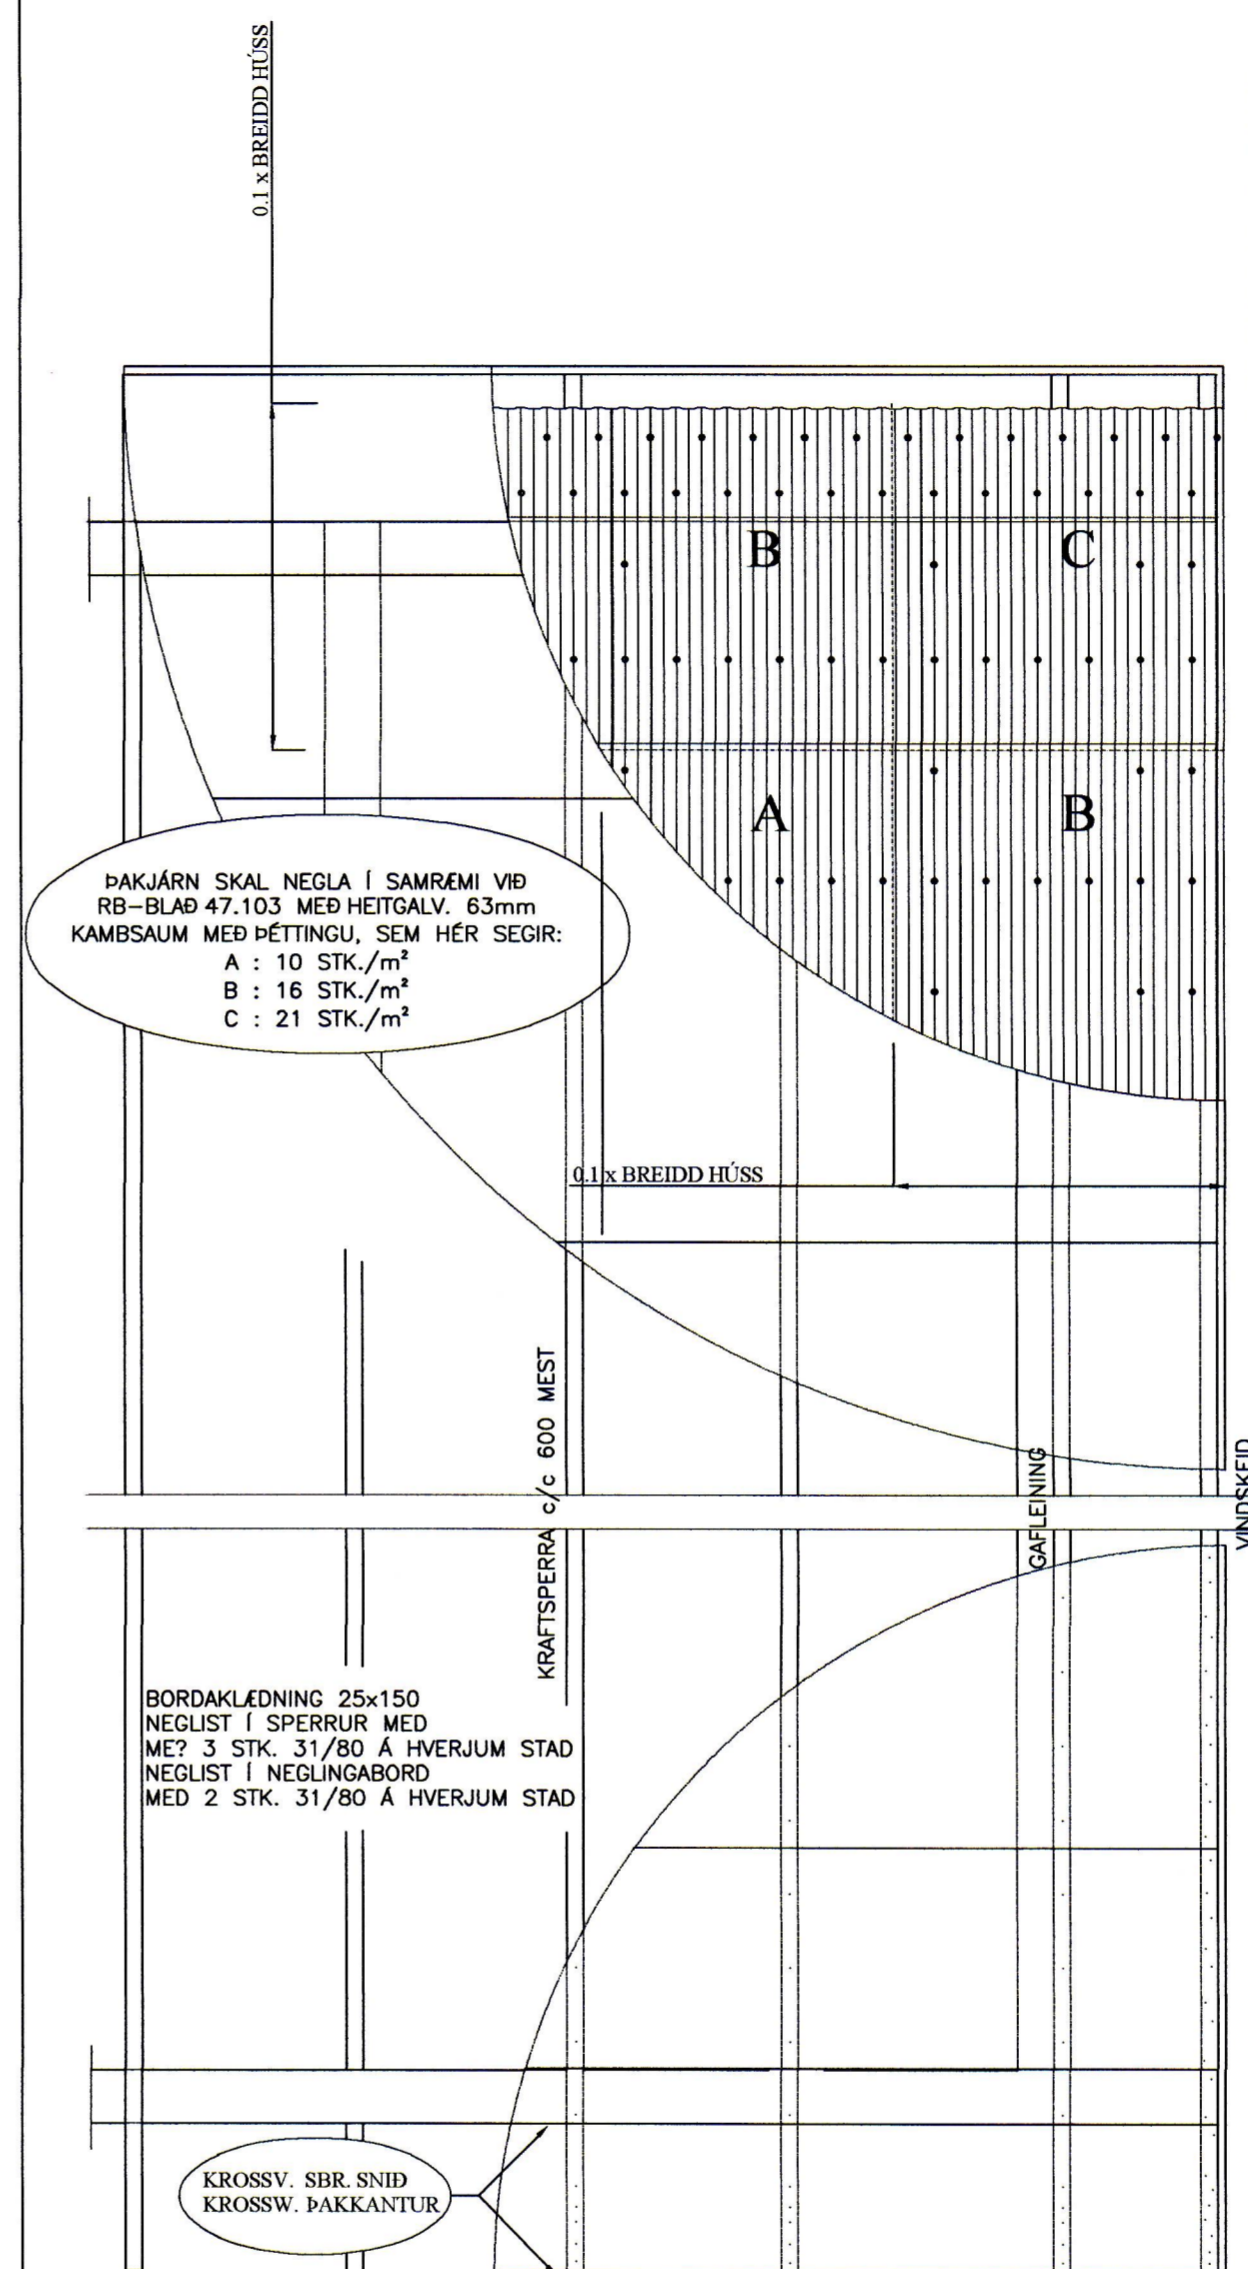 0.1 x BREIDD HÚSS
B
C
A
B
ÞAKJÁRN SKAL NEGLA Í SAMRÆMI VIÐ
RB-BLAÐ 47.103 MEÐ HEITGALV. 63mm
KAMBSAUM MEÐ ÞÉTTINGU, SEM HÉR SEGIR:
A : 10 STK./m²
B : 16 STK./m²
C : 21 STK./m²
0.1 x BREIDD HÚSS
KRAFTSPERRA c/c 600 MEST
GAFLEINING
VINDSKEID
BORDAKLÆDNING 25x150
NEGLIST Í SPERRUR MED
ME? 3 STK. 31/80 Á HVERJUM STAD
NEGLIST Í NEGLINGABORD
MED 2 STK. 31/80 Á HVERJUM STAD
KROSSV. SBR. SNIÐ
KROSSW. ÞAKKANTUR